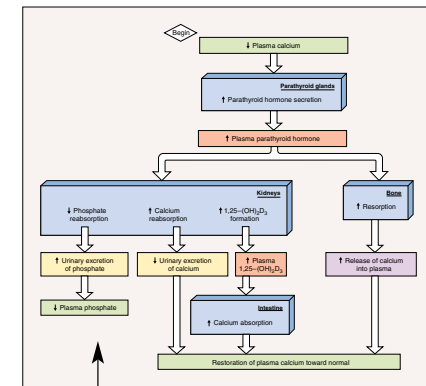 Begin
↓ Plasma calcium
Parathyroid glands
↑ Parathyroid hormone secretion
↑ Plasma parathyroid hormone
Kidneys
↓ Phosphate
reabsorption
↑ Calcium
reabsorption
↑ 1,25–(OH)₂D₃
formation
Bone
↑ Resorption
↑ Urinary excretion
of phosphate
↓ Urinary excretion
of calcium
↑ Plasma
1,25–(OH)₂D₃
↑ Release of calcium
into plasma
↓ Plasma phosphate
Intestine
↑ Calcium absorption
Restoration of plasma calcium toward normal